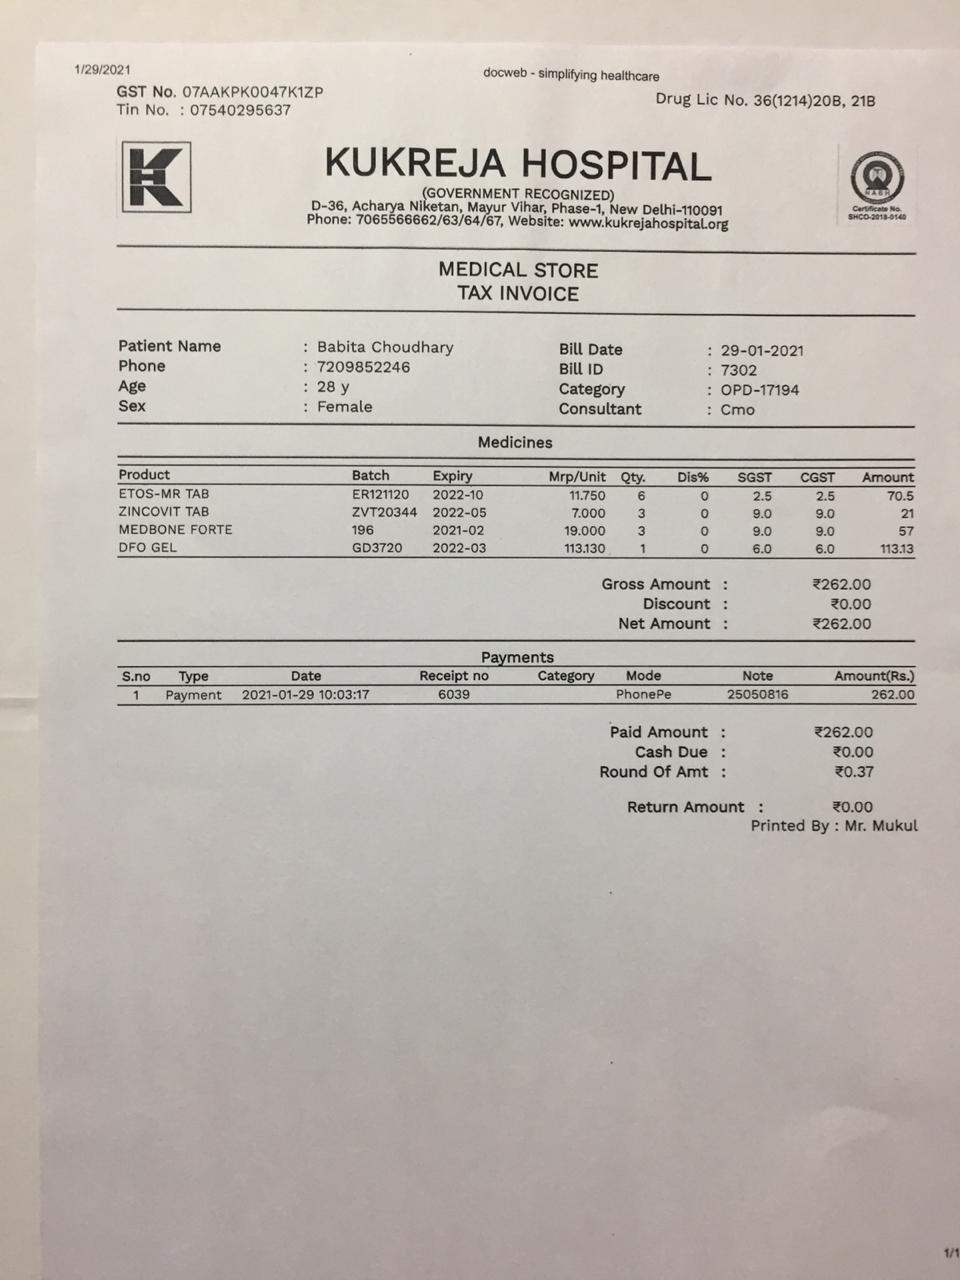 1/29/2021
docweb - simplifying healthcare
GST No. 07AAKPK0047K1ZP
Tin No. : 07540295637
Drug Lic No. 36(1214)20B, 21B
KUKREJA HOSPITAL
(GOVERNMENT RECOGNIZED)
D-36, Acharya Niketan, Mayur Vihar, Phase-1, New Delhi-110091
Phone: 7065566662/63/64/67, Website: www.kukrejahospital.org
NABH
Certificate No.
SHCO-2018-0140
MEDICAL STORE
TAX INVOICE
Patient Name : Babita Choudhary Bill Date : 29-01-2021
Phone : 7209852246 Bill ID : 7302
Age : 28 y Category : OPD-17194
Sex : Female Consultant : Cmo
Medicines
Product Batch Expiry Mrp/Unit Qty. Dis% SGST CGST Amount
ETOS-MR TAB ER121120 2022-10 11.750 6 0 2.5 2.5 70.5
ZINCOVIT TAB ZVT20344 2022-05 7.000 3 0 9.0 9.0 21
MEDBONE FORTE 196 2021-02 19.000 3 0 9.0 9.0 57
DFO GEL GD3720 2022-03 113.130 1 0 6.0 6.0 113.13
Gross Amount : ₹262.00
Discount : ₹0.00
Net Amount : ₹262.00
Payments
S.no Type Date Receipt no Category Mode Note Amount(Rs.)
1 Payment 2021-01-29 10:03:17 6039 PhonePe 25050816 262.00
Paid Amount : ₹262.00
Cash Due : ₹0.00
Round Of Amt : ₹0.37
Return Amount : ₹0.00
Printed By : Mr. Mukul
1/1